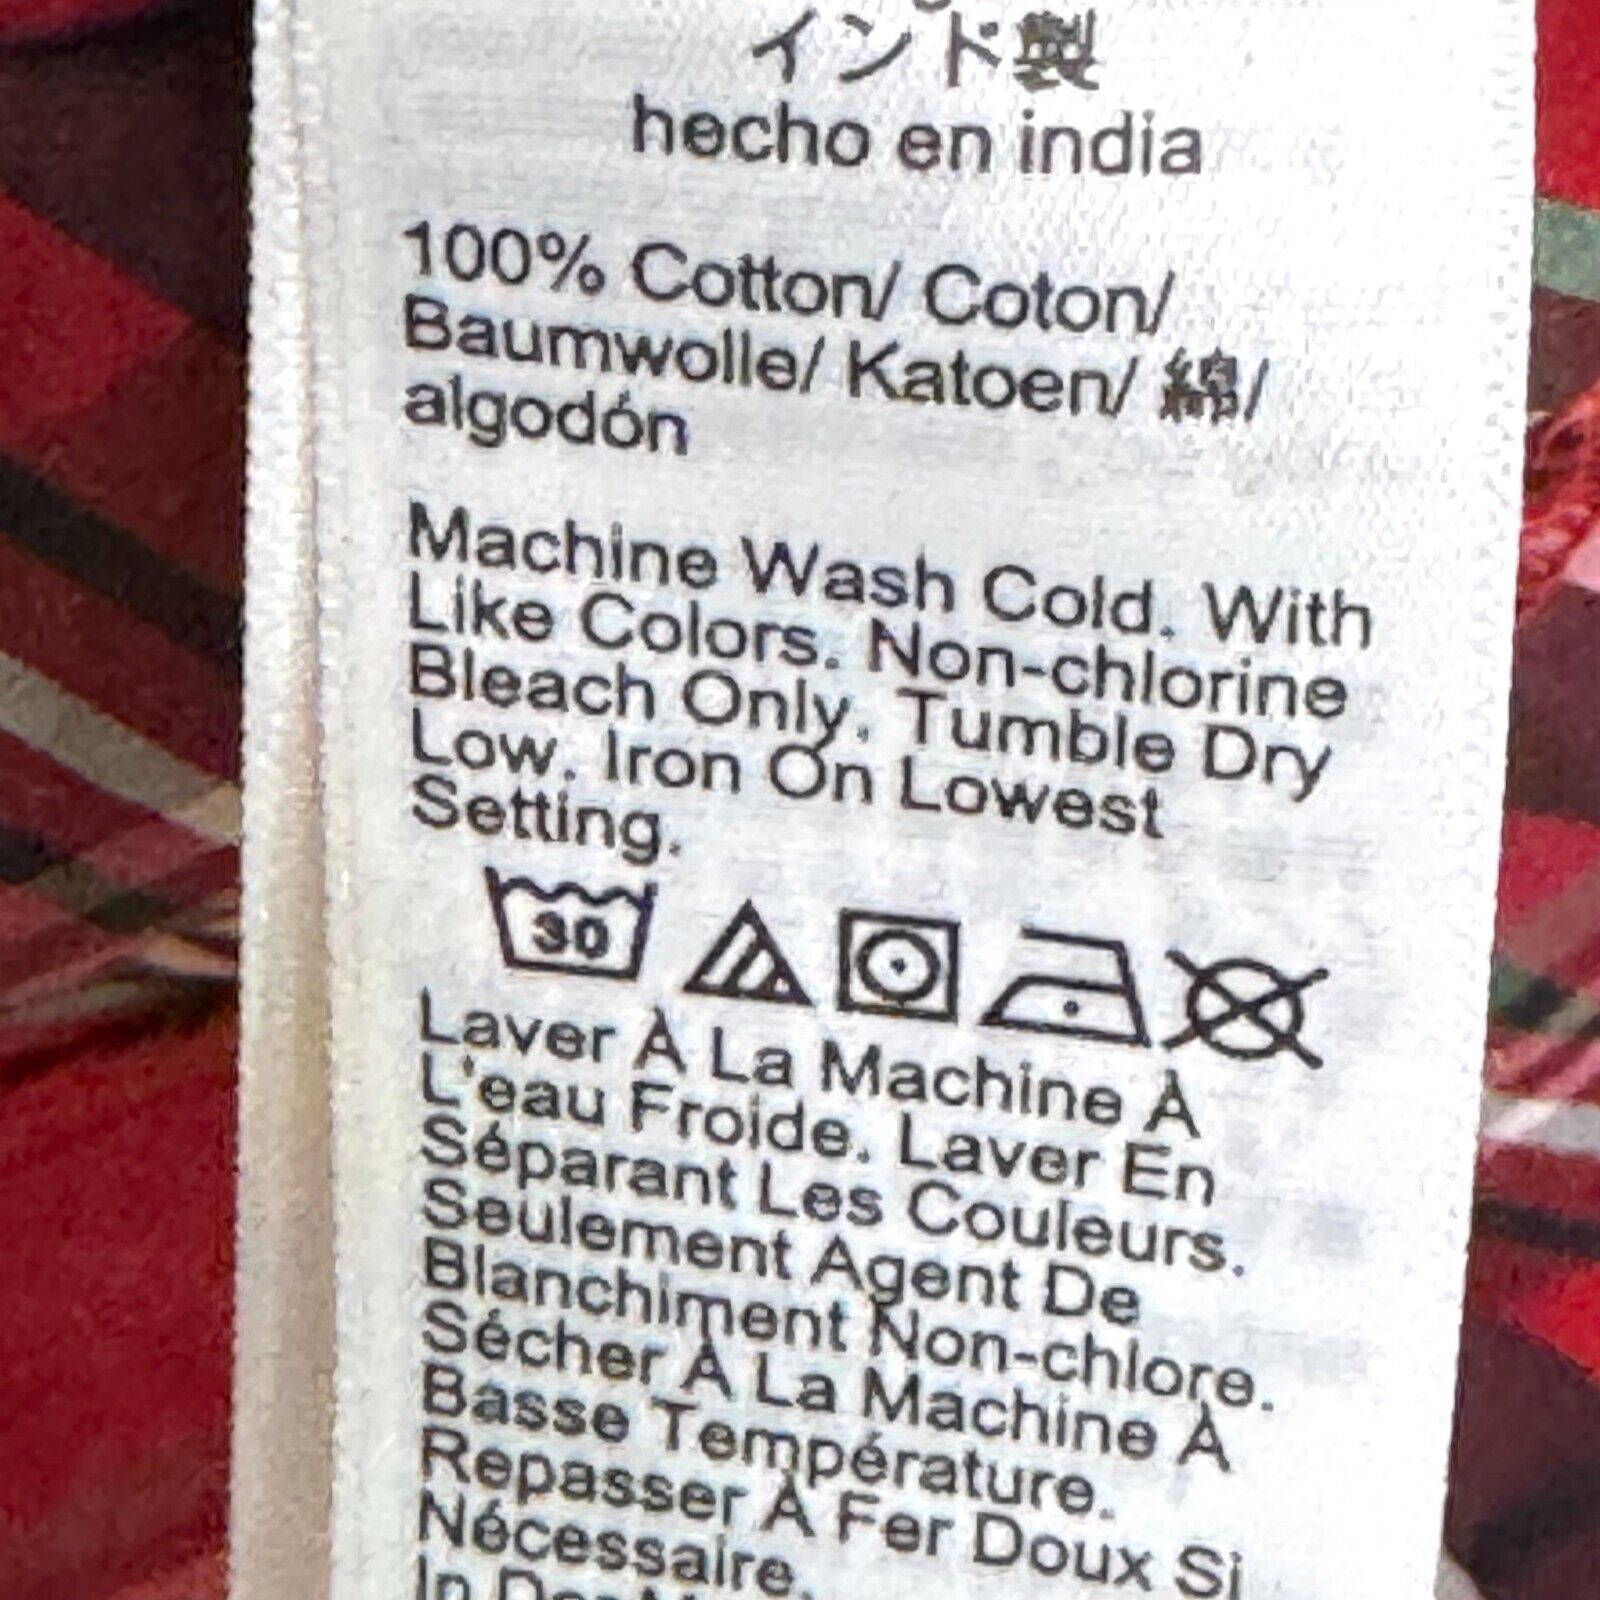 インド製
hecho en india
100% Cotton/ Coton/
Baumwolle/ Katoen/ 綿/
algodón
Machine Wash Cold. With
Like Colors. Non-chlorine
Bleach Only. Tumble Dry
Low. Iron On Lowest
Setting.
30
Laver À La Machine À
L'eau Froide. Laver En
Séparant Les Couleurs.
Seulement Agent De
Blanchiment Non-chlore.
Sécher À La Machine À
Basse Température.
Repasser À Fer Doux Si
Nécessaire.
In